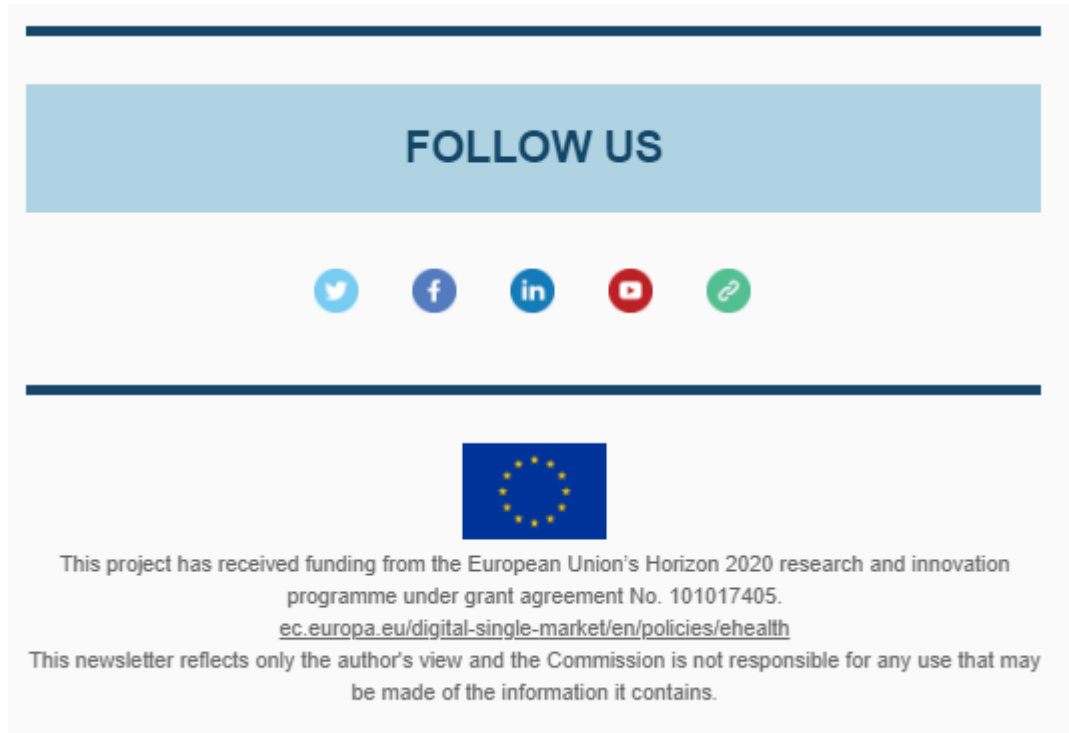 FOLLOW US
This project has received funding from the European Union's Horizon 2020 research and innovation
programme under grant agreement No. 101017405.
ec.europa.eu/digital-single-market/en/policies/ehealth
This newsletter reflects only the author's view and the Commission is not responsible for any use that may
be made of the information it contains.